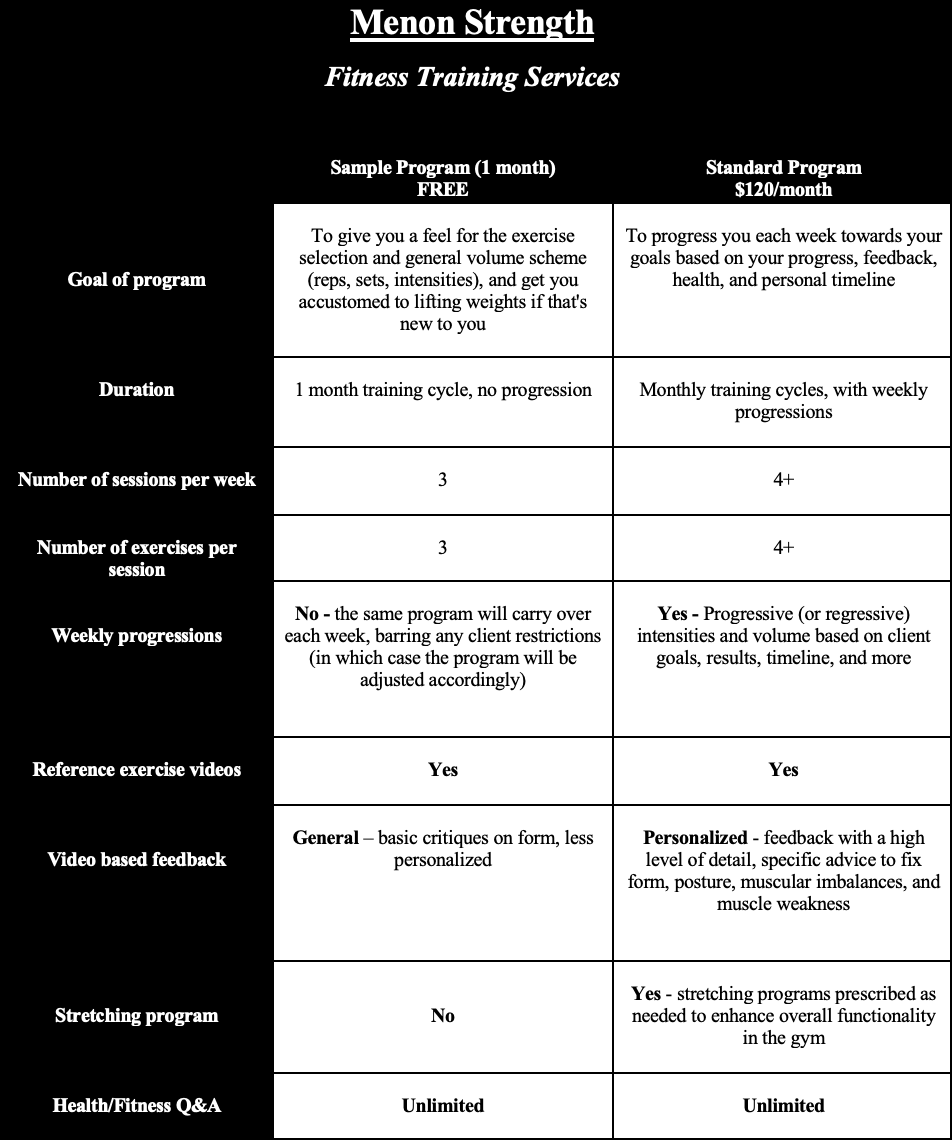 Menon Strength
Fitness Training Services
Sample Program (1 month)
FREE
Standard Program
$120/month
Goal of program
To give you a feel for the exercise
selection and general volume scheme
(reps, sets, intensities), and get you
accustomed to lifting weights if that's
new to you
To progress you each week towards your
goals based on your progress, feedback,
health, and personal timeline
Duration
1 month training cycle, no progression
Monthly training cycles, with weekly
progressions
Number of sessions per week
3
4+
Number of exercises per
session
3
4+
Weekly progressions
No - the same program will carry over
each week, barring any client restrictions
(in which case the program will be
adjusted accordingly)
Yes - Progressive (or regressive)
intensities and volume based on client
goals, results, timeline, and more
Reference exercise videos
Yes
Yes
Video based feedback
General – basic critiques on form, less
personalized
Personalized - feedback with a high
level of detail, specific advice to fix
form, posture, muscular imbalances, and
muscle weakness
Stretching program
No
Yes - stretching programs prescribed as
needed to enhance overall functionality
in the gym
Health/Fitness Q&A
Unlimited
Unlimited